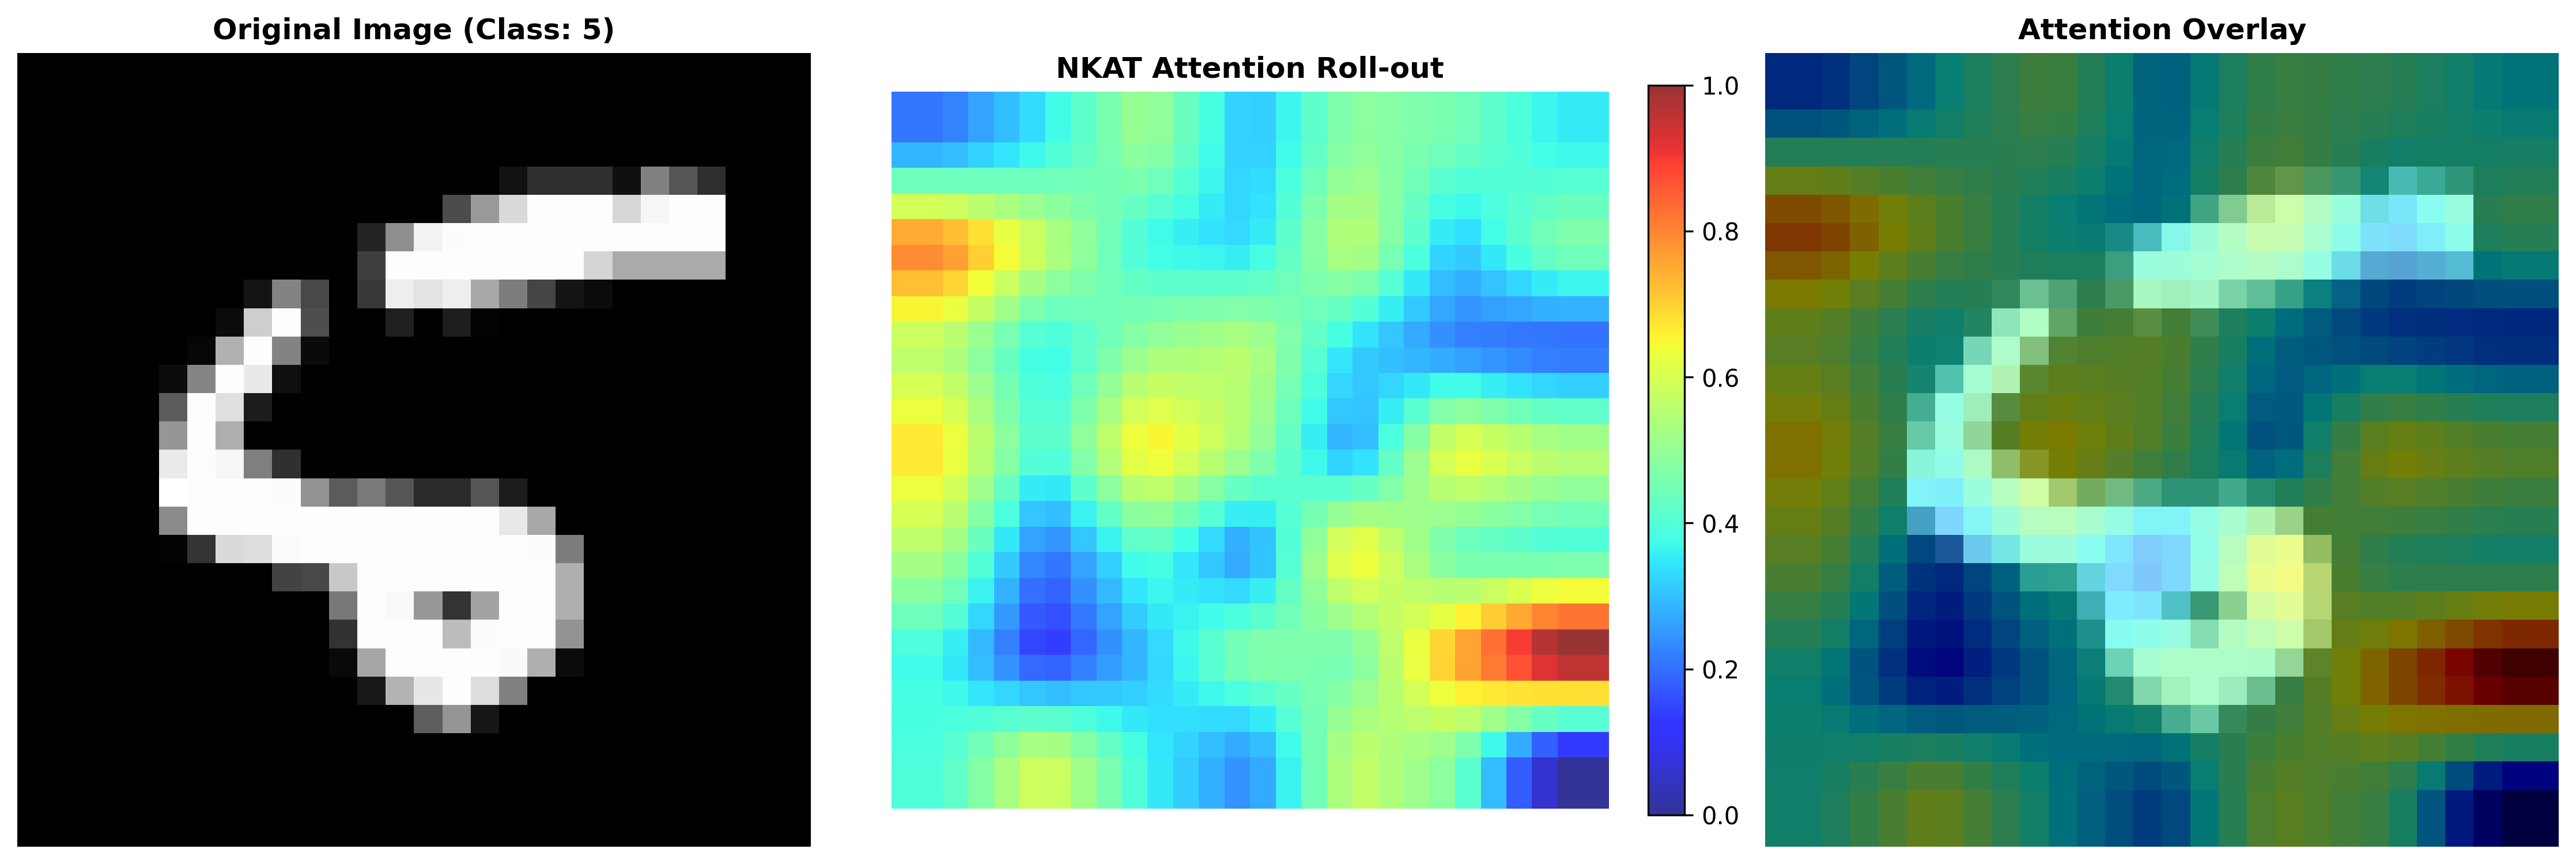 Original Image (Class: 5)
NKAT Attention Roll-out
1.0
0.8
0.6
0.4
0.2
0.0
Attention Overlay